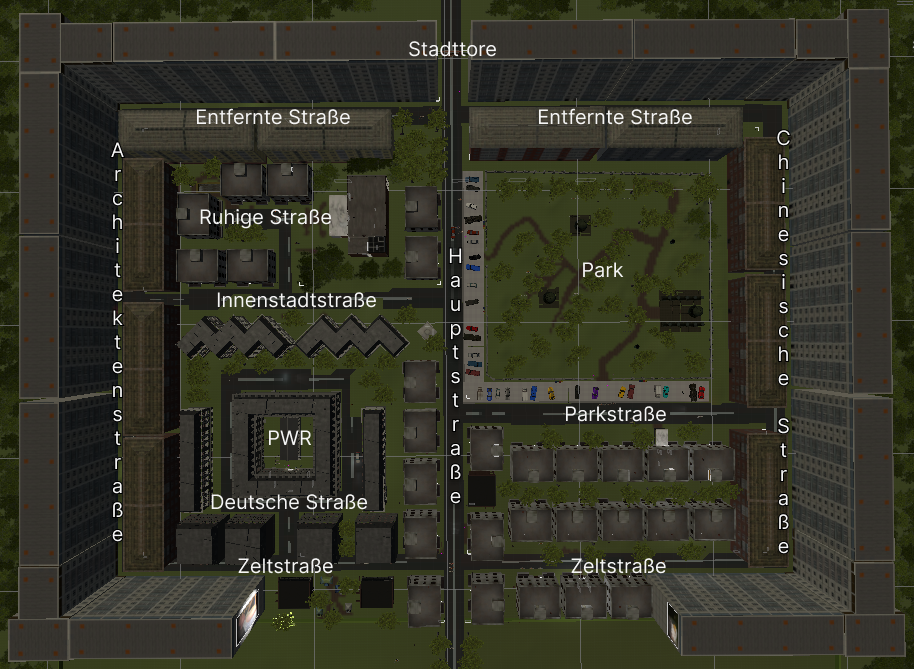 Stadttore
Entfernte Straße
Entfernte Straße
Architektenstraße
Chinesische Straße
Ruhige Straße
Hauptstraße
Park
Innenstadtstraße
Parkstraße
PWR
Deutsche Straße
Zeltstraße
Zeltstraße